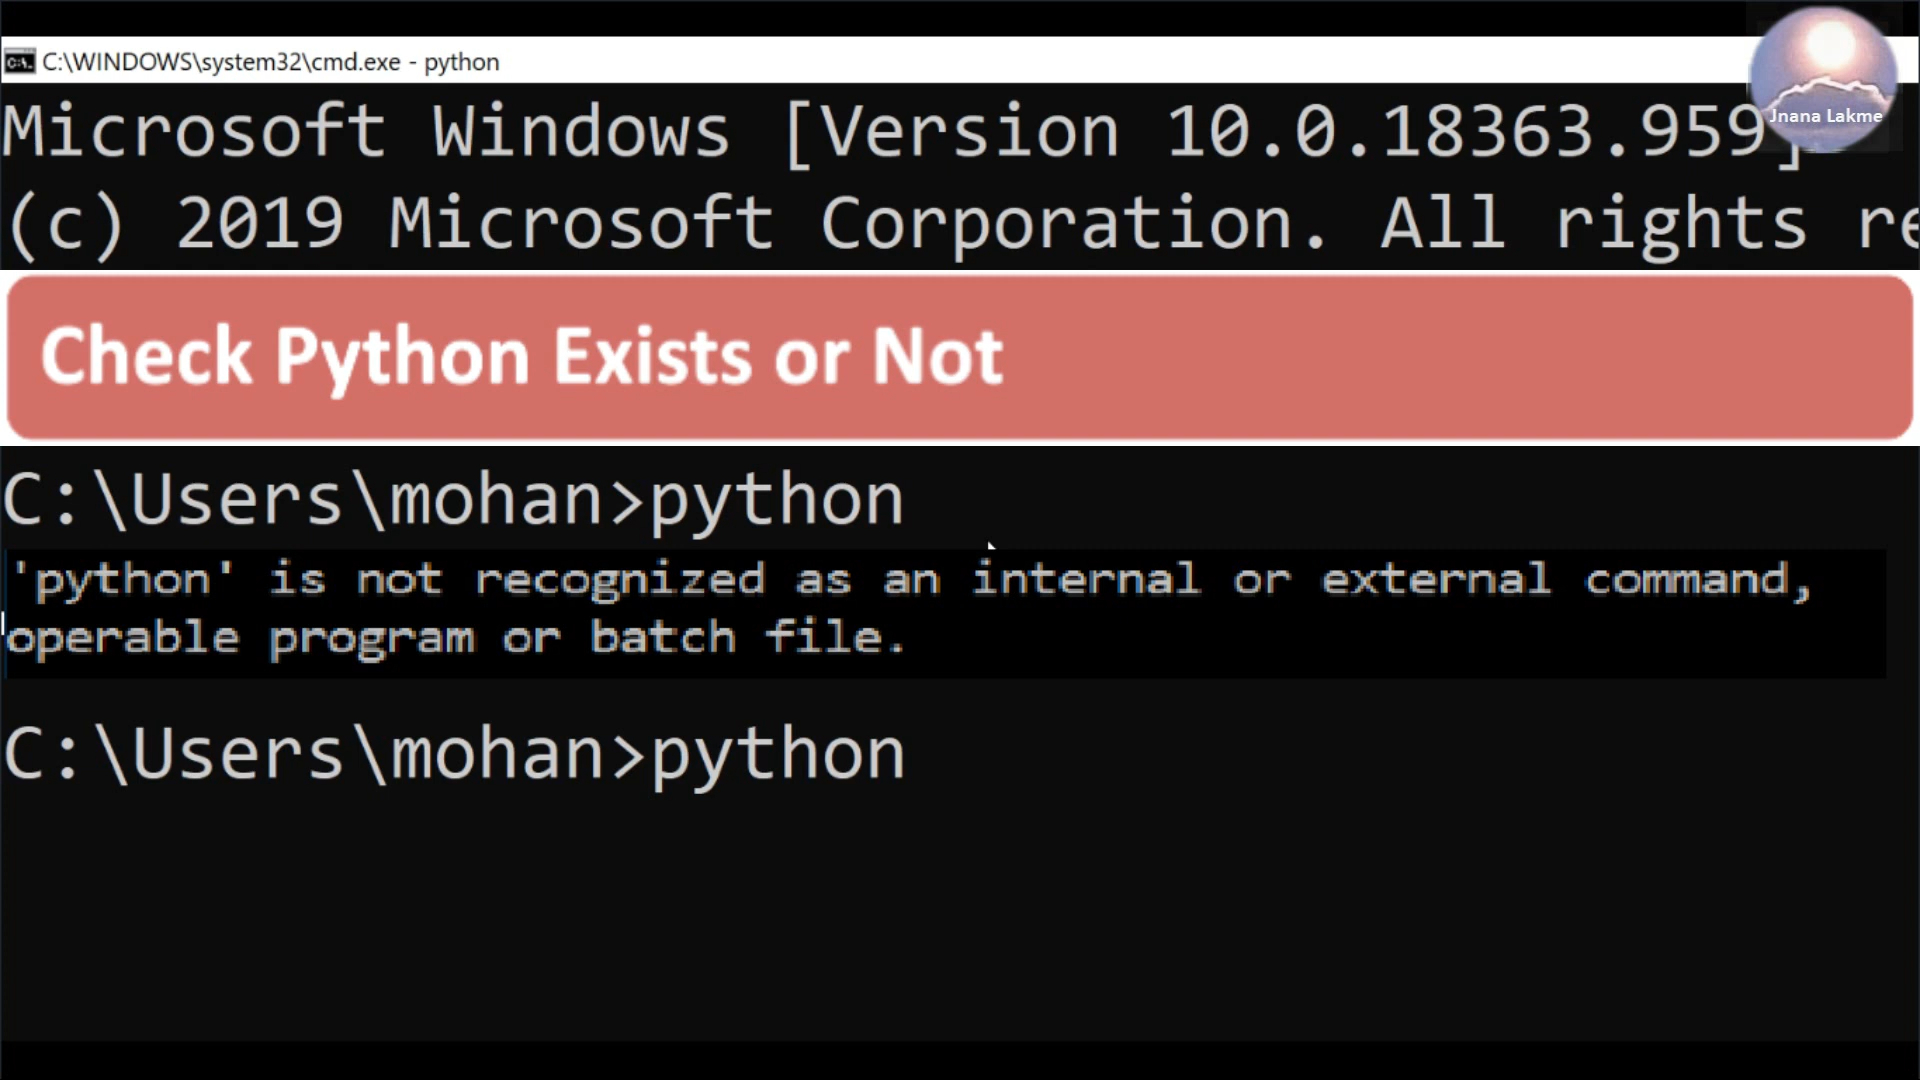 C:\WINDOWS\system32\cmd.exe - python
Microsoft Windows [Version 10.0.18363.959]
Jnana Lakme
(c) 2019 Microsoft Corporation. All rights re
Check Python Exists or Not
C:\Users\mohan>python
'python' is not recognized as an internal or external command,
operable program or batch file.
C:\Users\mohan>python